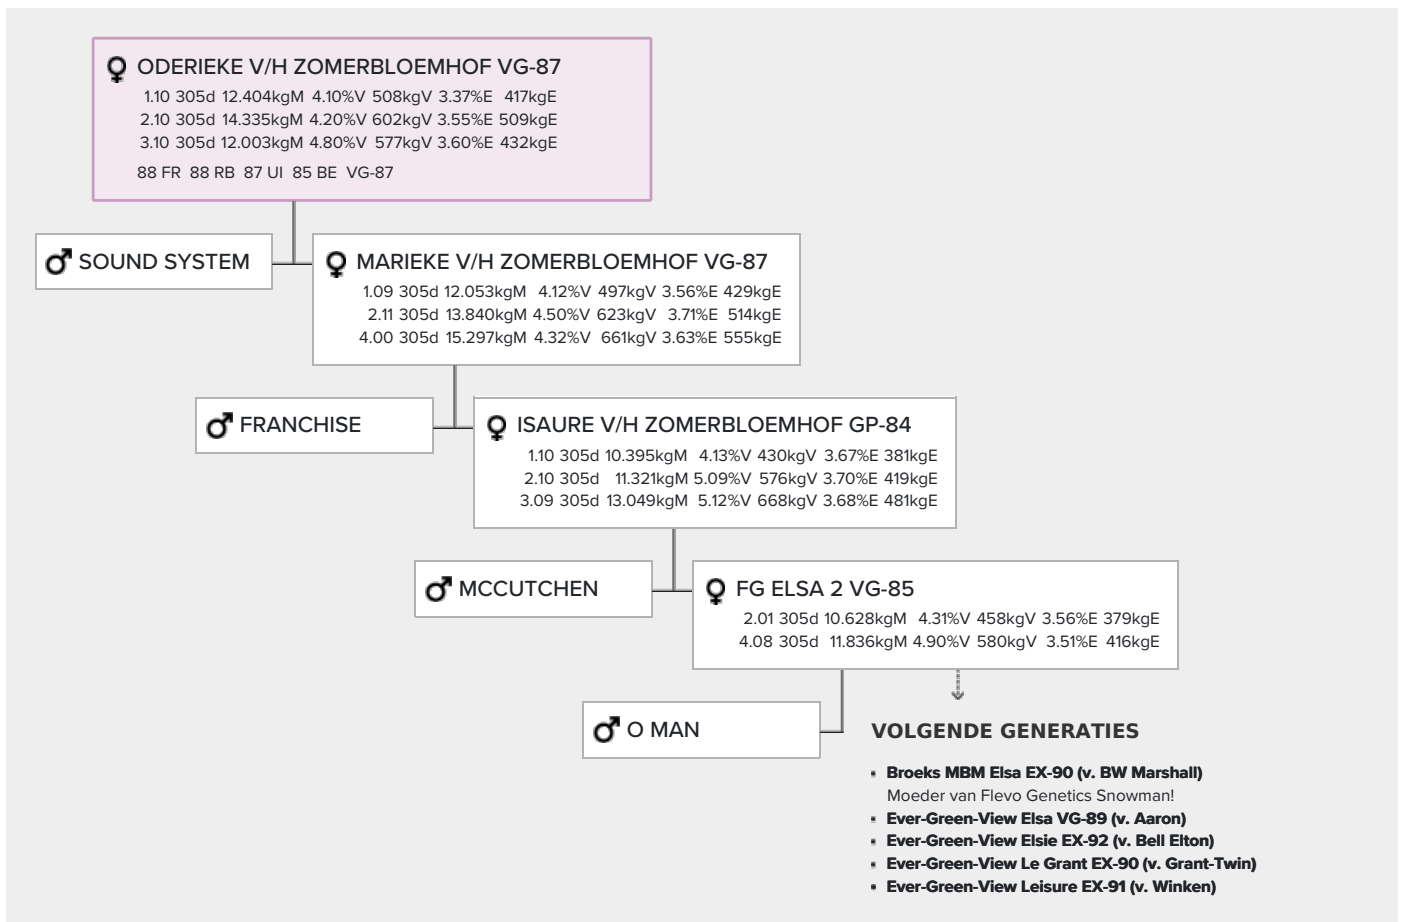 ODERIEKE V/H ZOMERBLOEMHOF VG-87
1.10 305d 12.404kgM 4.10%V 508kgV 3.37%E 417kgE
2.10 305d 14.335kgM 4.20%V 602kgV 3.55%E 509kgE
3.10 305d 12.003kgM 4.80%V 577kgV 3.60%E 432kgE
88 FR 88 RB 87 UI 85 BE VG-87
SOUND SYSTEM
MARIEKE V/H ZOMERBLOEMHOF VG-87
1.09 305d 12.053kgM 4.12%V 497kgV 3.56%E 429kgE
2.11 305d 13.840kgM 4.50%V 623kgV 3.71%E 514kgE
4.00 305d 15.297kgM 4.32%V 661kgV 3.63%E 555kgE
FRANCHISE
ISAURE V/H ZOMERBLOEMHOF GP-84
1.10 305d 10.395kgM 4.13%V 430kgV 3.67%E 381kgE
2.10 305d 11.321kgM 5.09%V 576kgV 3.70%E 419kgE
3.09 305d 13.049kgM 5.12%V 668kgV 3.68%E 481kgE
MCCUTCHEN
FG ELSA 2 VG-85
2.01 305d 10.628kgM 4.31%V 458kgV 3.56%E 379kgE
4.08 305d 11.836kgM 4.90%V 580kgV 3.51%E 416kgE
O MAN
VOLGENDE GENERATIES
Broeks MBM Elsa EX-90 (v. BW Marshall)
Moeder van Flevo Genetics Snowman!
Ever-Green-View Elsa VG-89 (v. Aaron)
Ever-Green-View Elsie EX-92 (v. Bell Elton)
Ever-Green-View Le Grant EX-90 (v. Grant-Twin)
Ever-Green-View Leisure EX-91 (v. Winken)